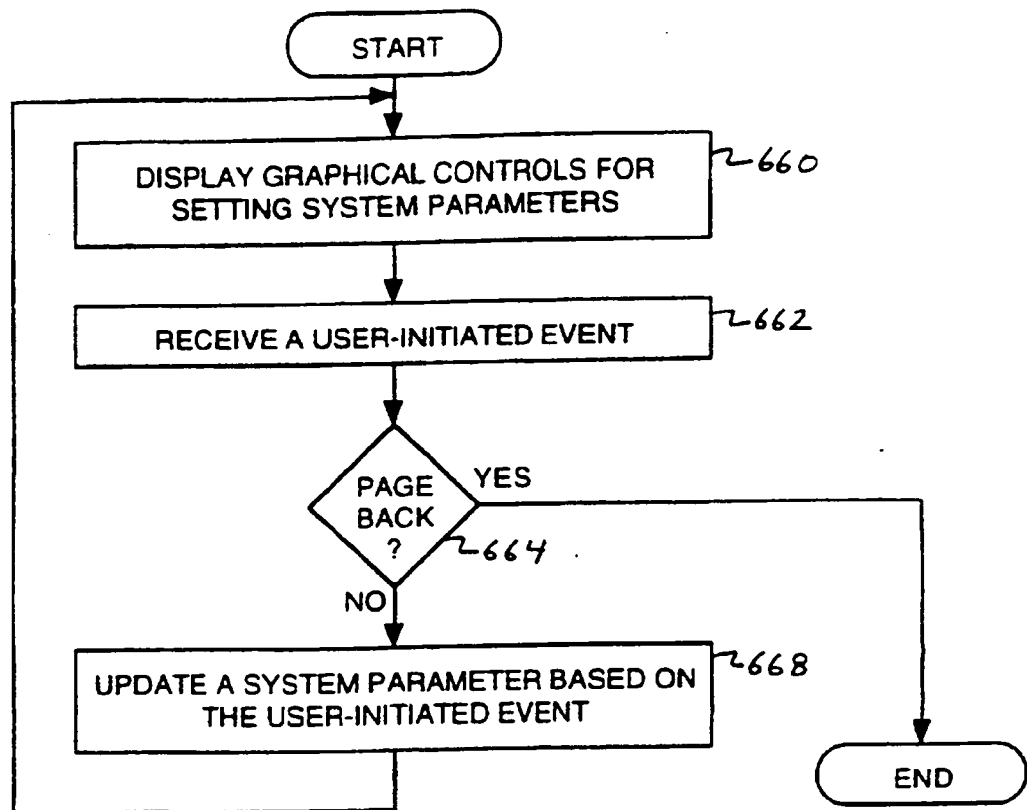 START
DISPLAY GRAPHICAL CONTROLS FOR
SETTING SYSTEM PARAMETERS
660
RECEIVE A USER-INITIATED EVENT
662
PAGE
BACK
?
YES
664
NO
UPDATE A SYSTEM PARAMETER BASED ON
THE USER-INITIATED EVENT
668
END